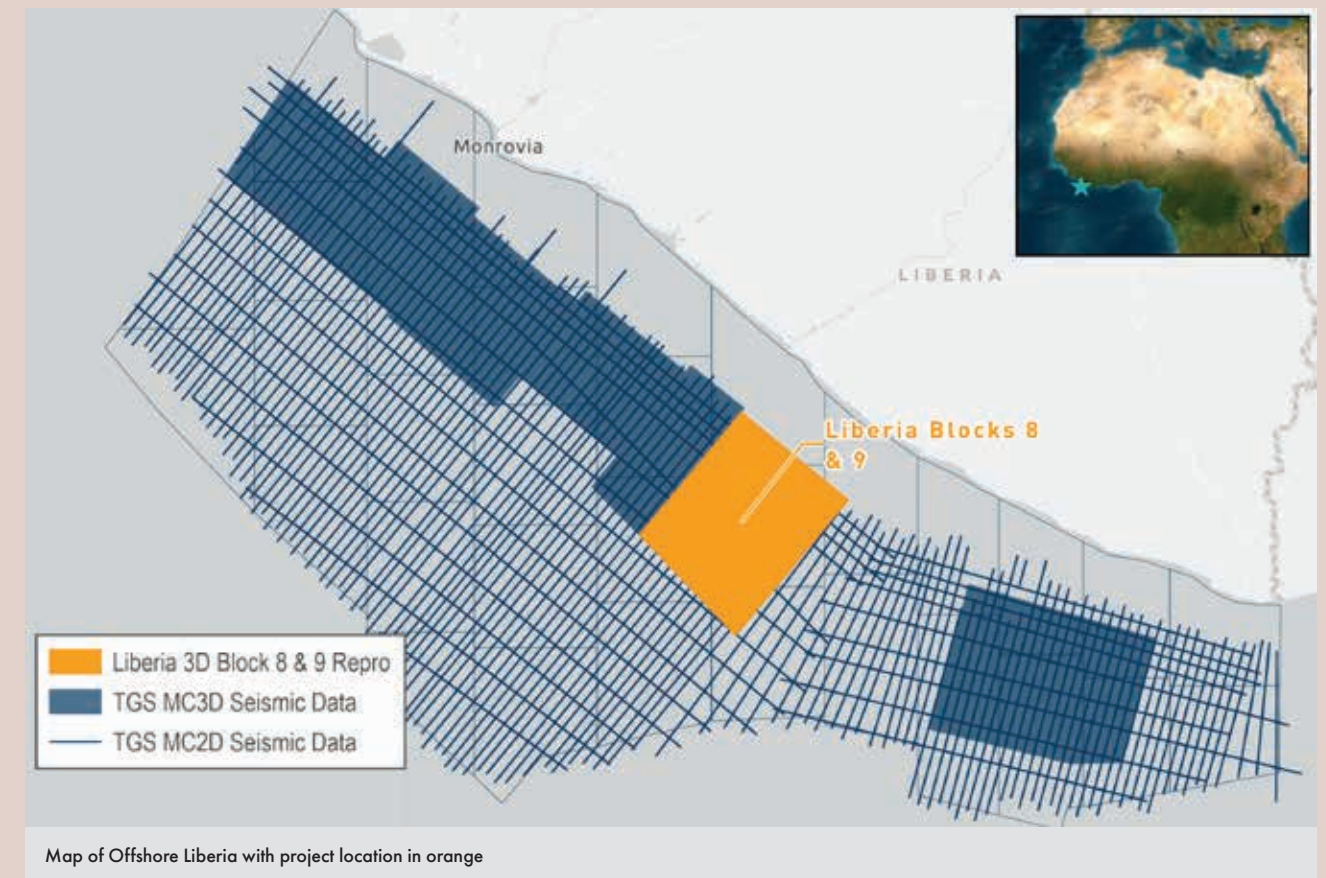 Monrovia
LIBERIA
Liberia Blocks 8
& 9
Liberia 3D Block 8 & 9 Repro
TGS MC3D Seismic Data
TGS MC2D Seismic Data
Map of Offshore Liberia with project location in orange